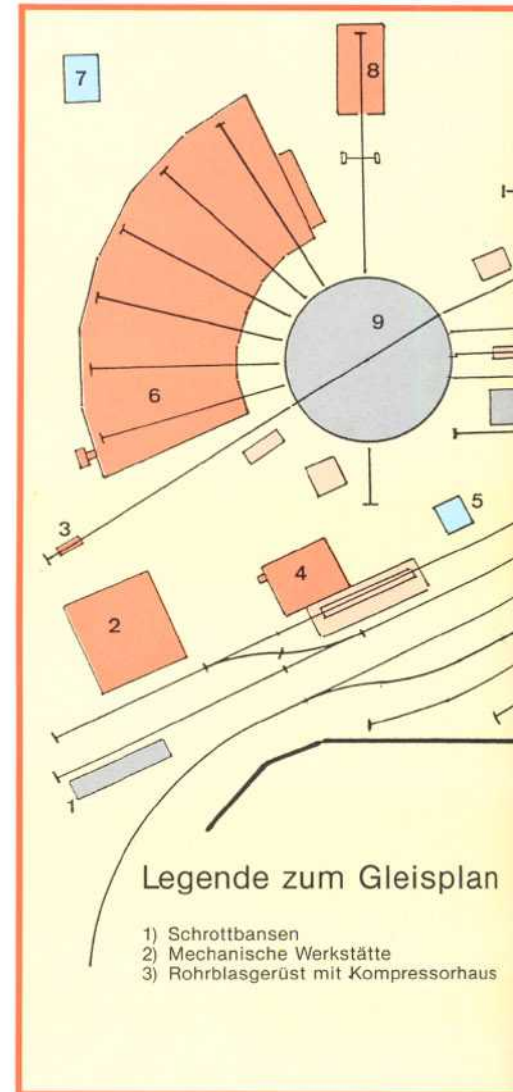 7
8
9
6
3
5
4
2
1
Legende zum Gleisplan
1) Schrottbansen
2) Mechanische Werkstätte
3) Rohrblasgerüst mit Kompressorhaus